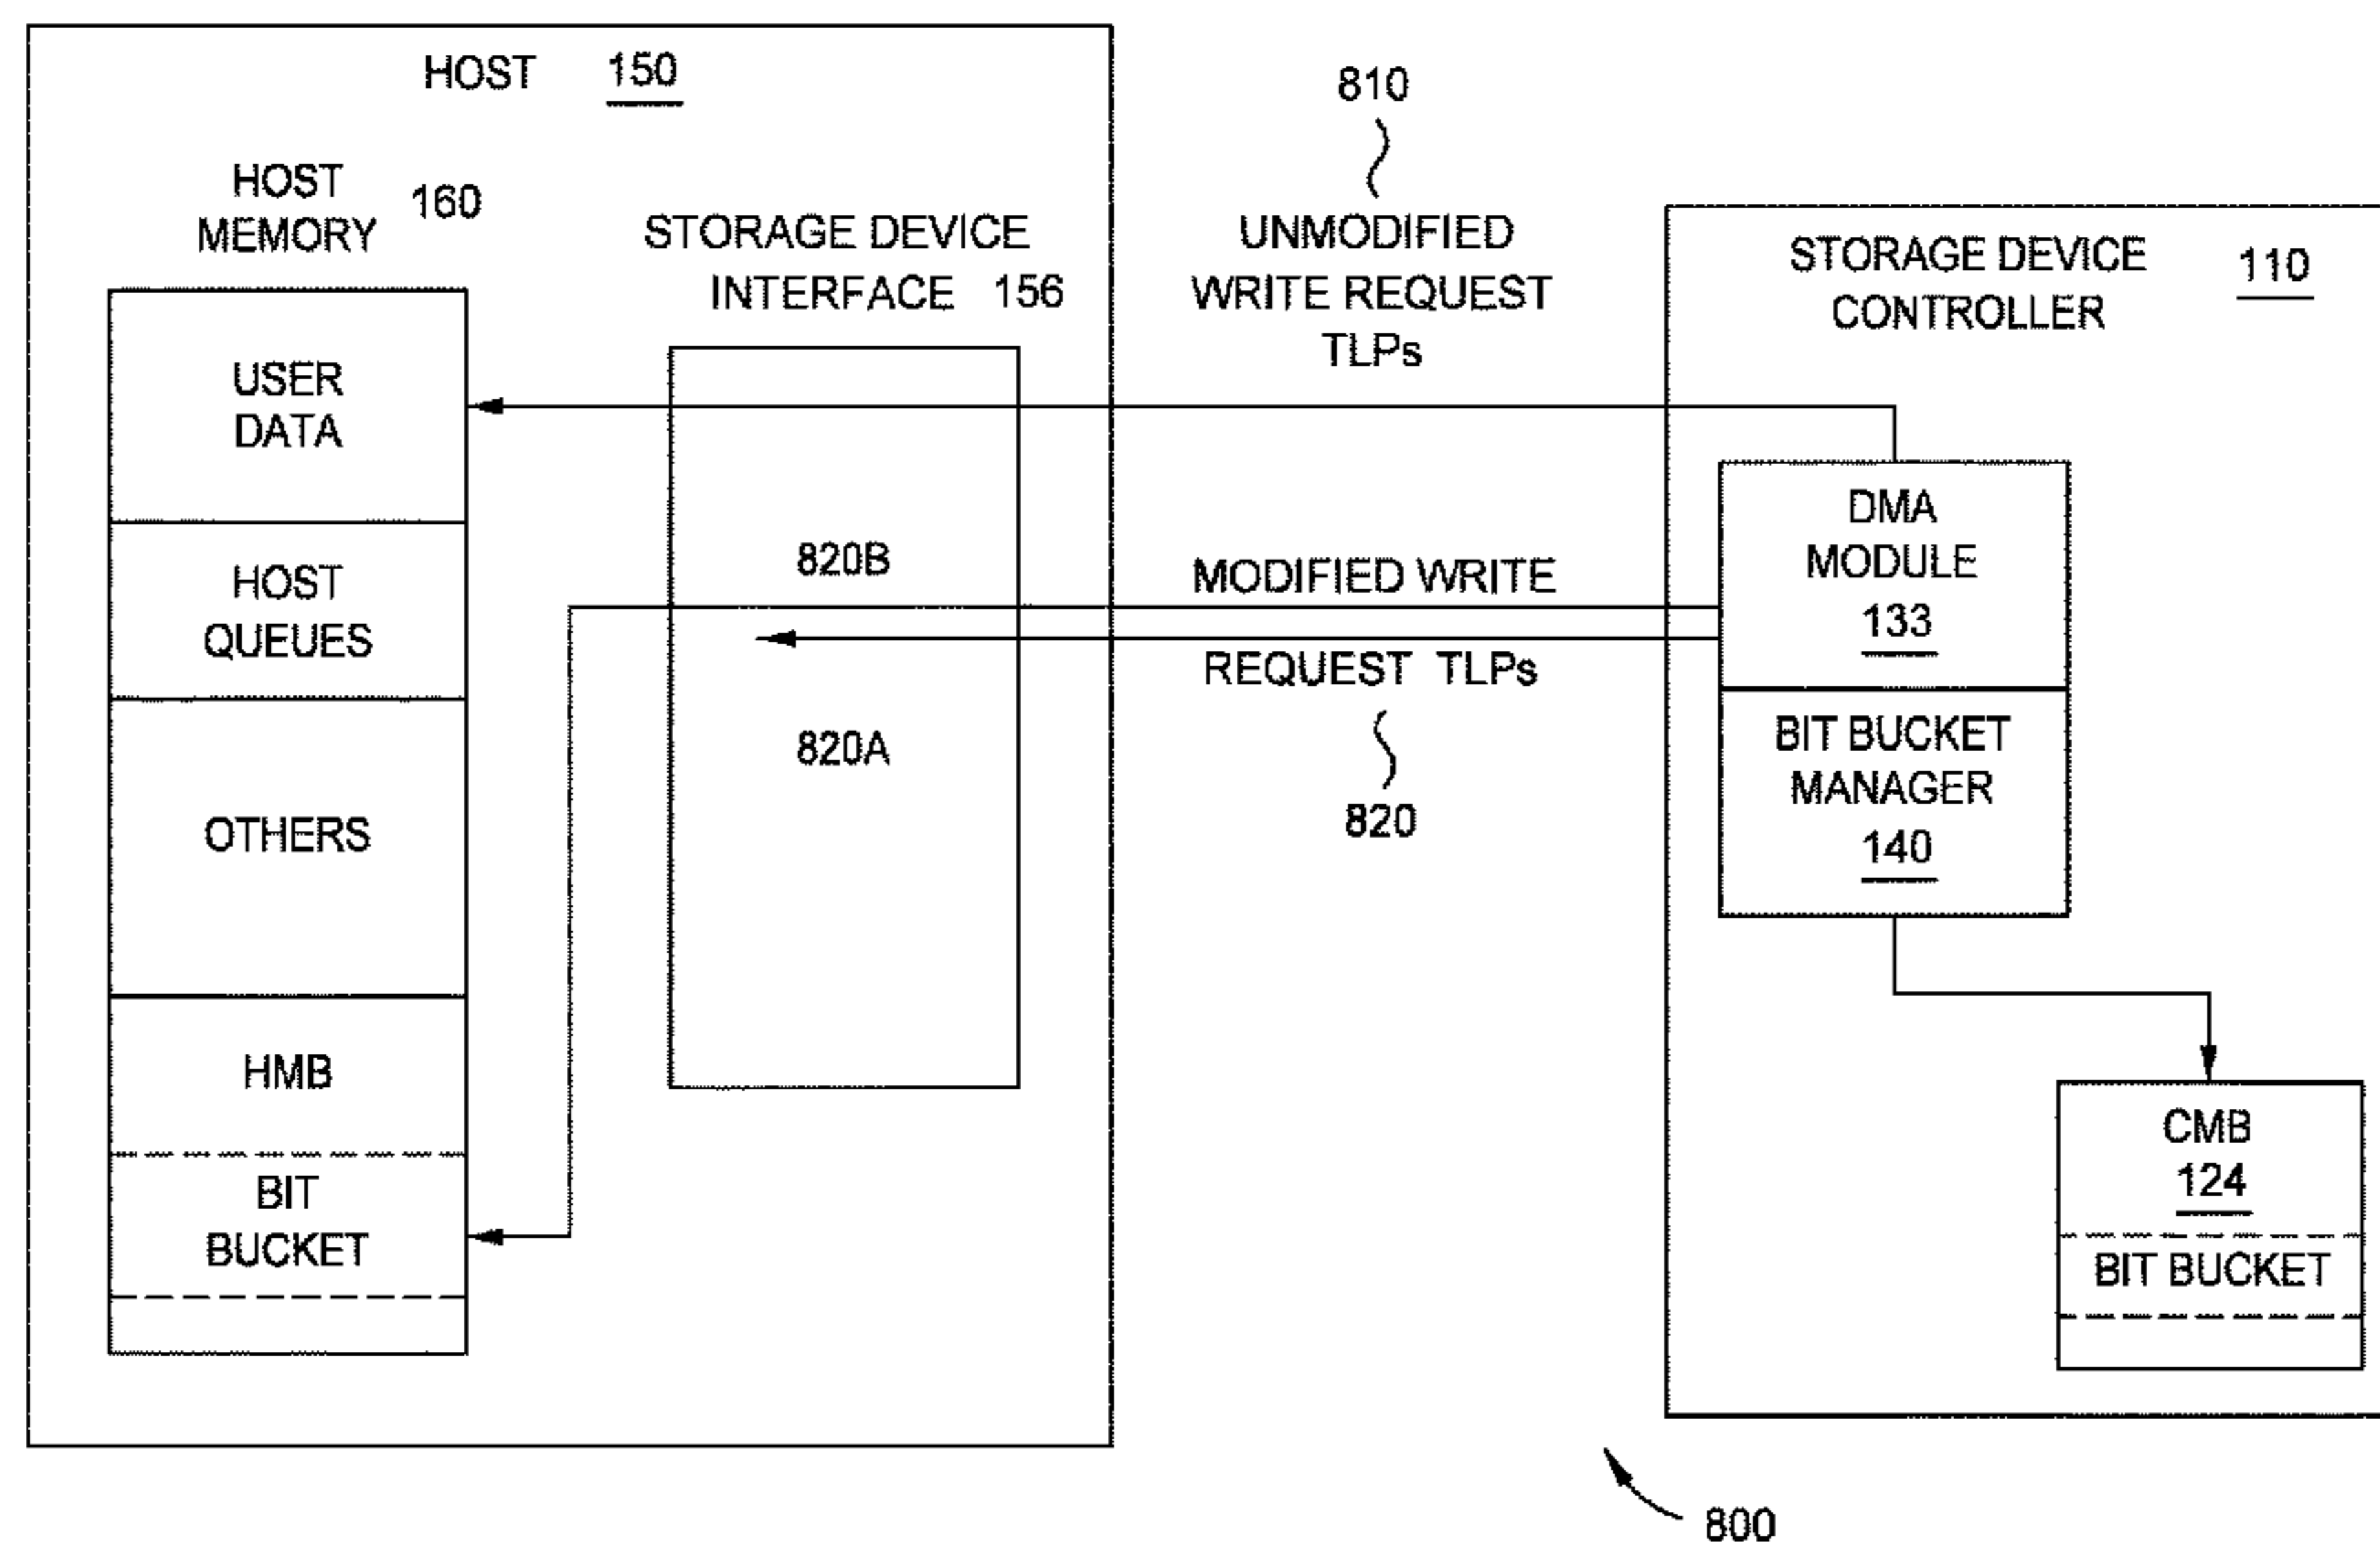 HOST 150
HOST
MEMORY 160
USER
DATA
HOST
QUEUES
OTHERS
HMB
BIT
BUCKET
STORAGE DEVICE
INTERFACE 156
820B
820A
810
UNMODIFIED
WRITE REQUEST
TLPs
MODIFIED WRITE
REQUEST TLPs
820
STORAGE DEVICE
CONTROLLER 110
DMA
MODULE
133
BIT BUCKET
MANAGER
140
CMB
124
BIT BUCKET
800